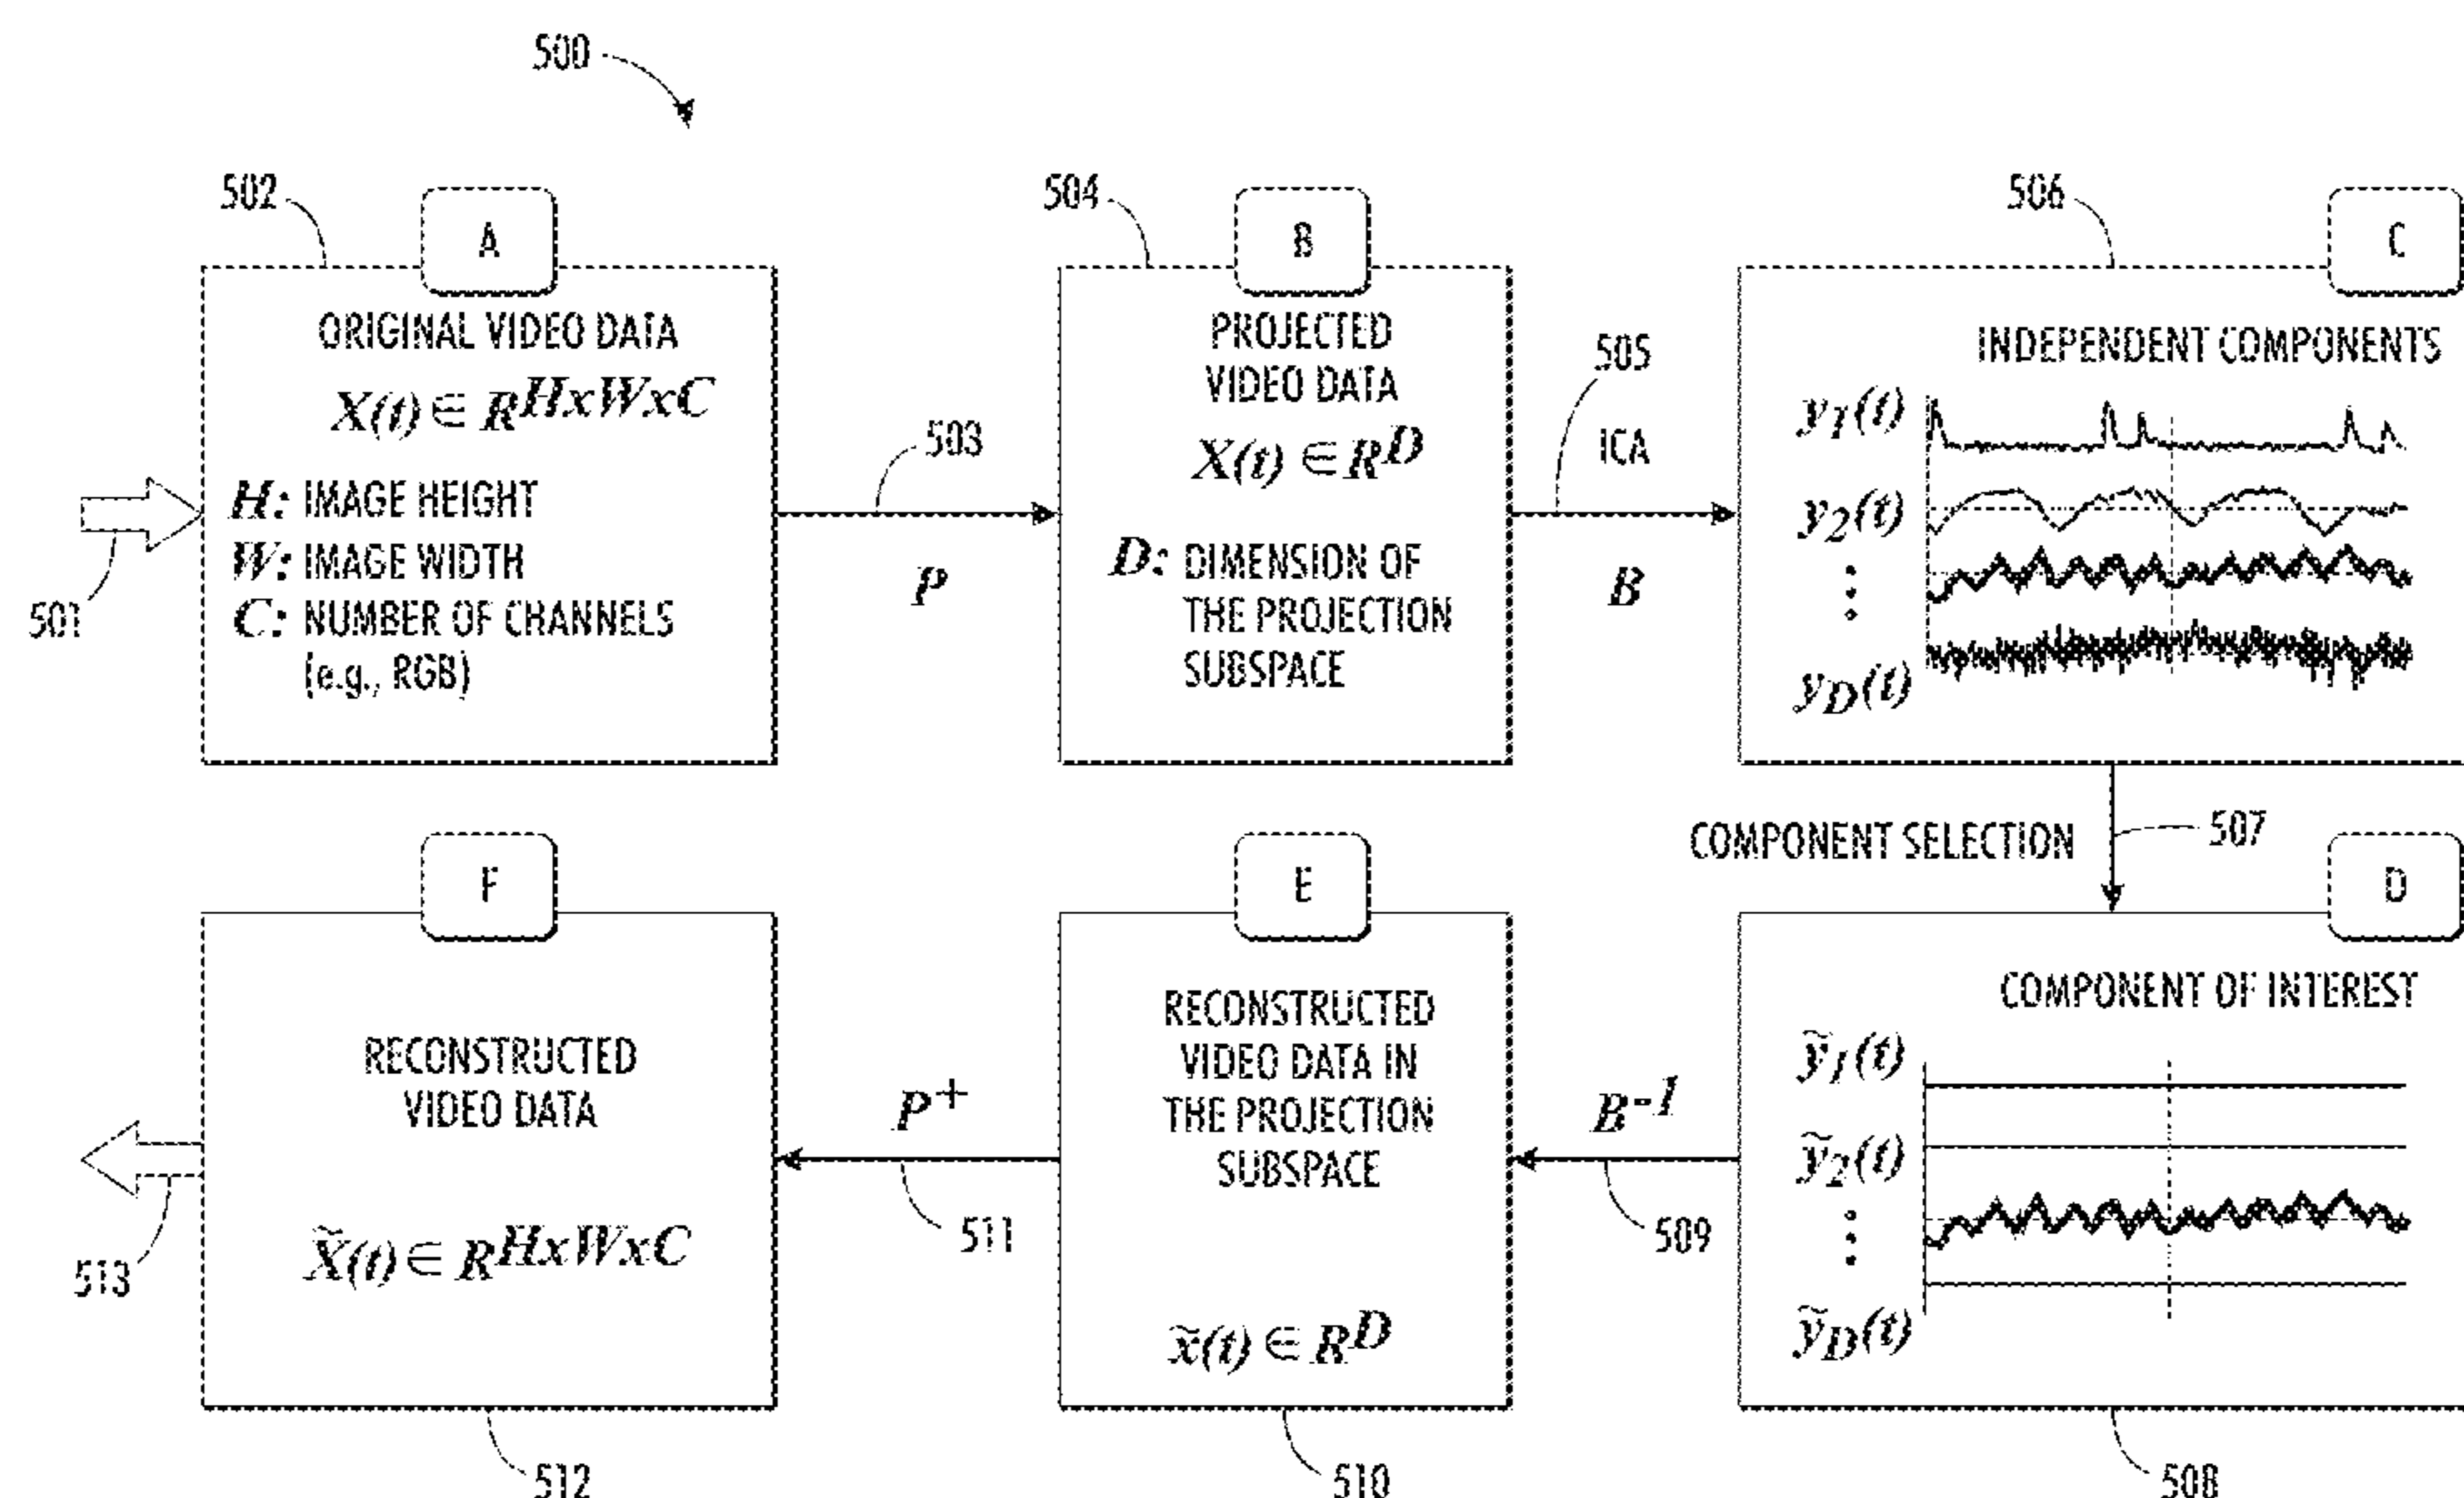 500
502
A
ORIGINAL VIDEO DATA
X(t) ∈ R^HxWxC
H: IMAGE HEIGHT
W: IMAGE WIDTH
C: NUMBER OF CHANNELS
(e.g., RGB)
501
503
P
504
B
PROJECTED
VIDEO DATA
X(t) ∈ R^D
D: DIMENSION OF
THE PROJECTION
SUBSPACE
505
ICA
B
506
C
INDEPENDENT COMPONENTS
y1(t)
y2(t)
yD(t)
COMPONENT SELECTION
507
D
COMPONENT OF INTEREST
ỹ1(t)
ỹ2(t)
ỹD(t)
508
B^-1
509
E
RECONSTRUCTED
VIDEO DATA IN
THE PROJECTION
SUBSPACE
x̃(t) ∈ R^D
510
P^+
511
F
RECONSTRUCTED
VIDEO DATA
X̃(t) ∈ R^HxWxC
512
513